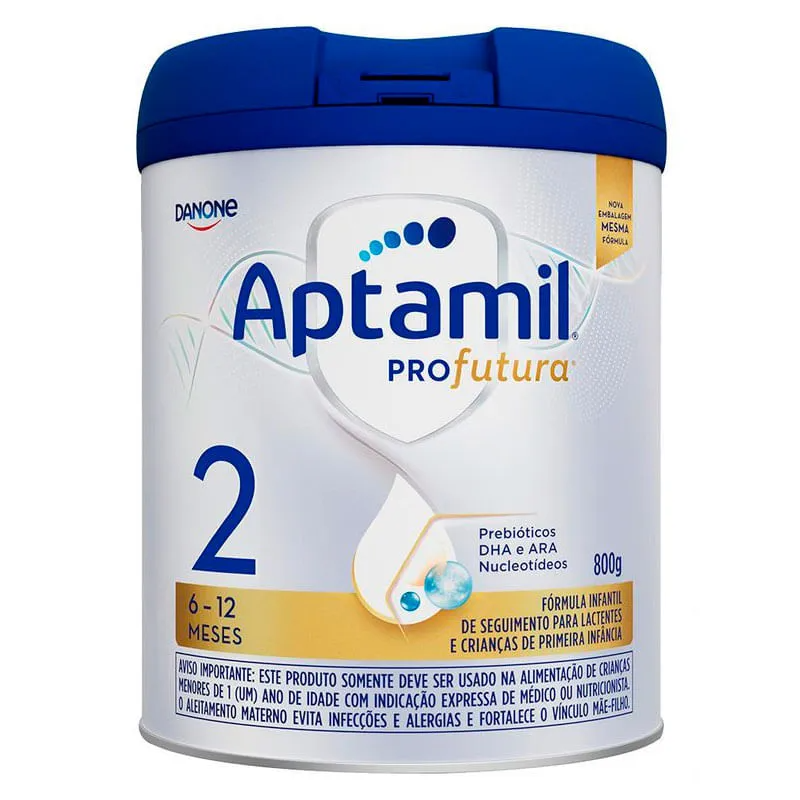 DANONE
NOVA
EMBALAGEM
MESMA
FÓRMULA
Aptamil®
PROfutura®
2
Prebióticos
DHA e ARA
Nucleotídeos
800g
6 - 12
MESES
FÓRMULA INFANTIL
DE SEGUIMENTO PARA LACTENTES
E CRIANÇAS DE PRIMEIRA INFÂNCIA
AVISO IMPORTANTE: ESTE PRODUTO SOMENTE DEVE SER USADO NA ALIMENTAÇÃO DE CRIANÇAS
MENORES DE 1 (UM) ANO DE IDADE COM INDICAÇÃO EXPRESSA DE MÉDICO OU NUTRICIONISTA.
O ALEITAMENTO MATERNO EVITA INFECÇÕES E ALERGIAS E FORTALECE O VÍNCULO MÃE-FILHO.